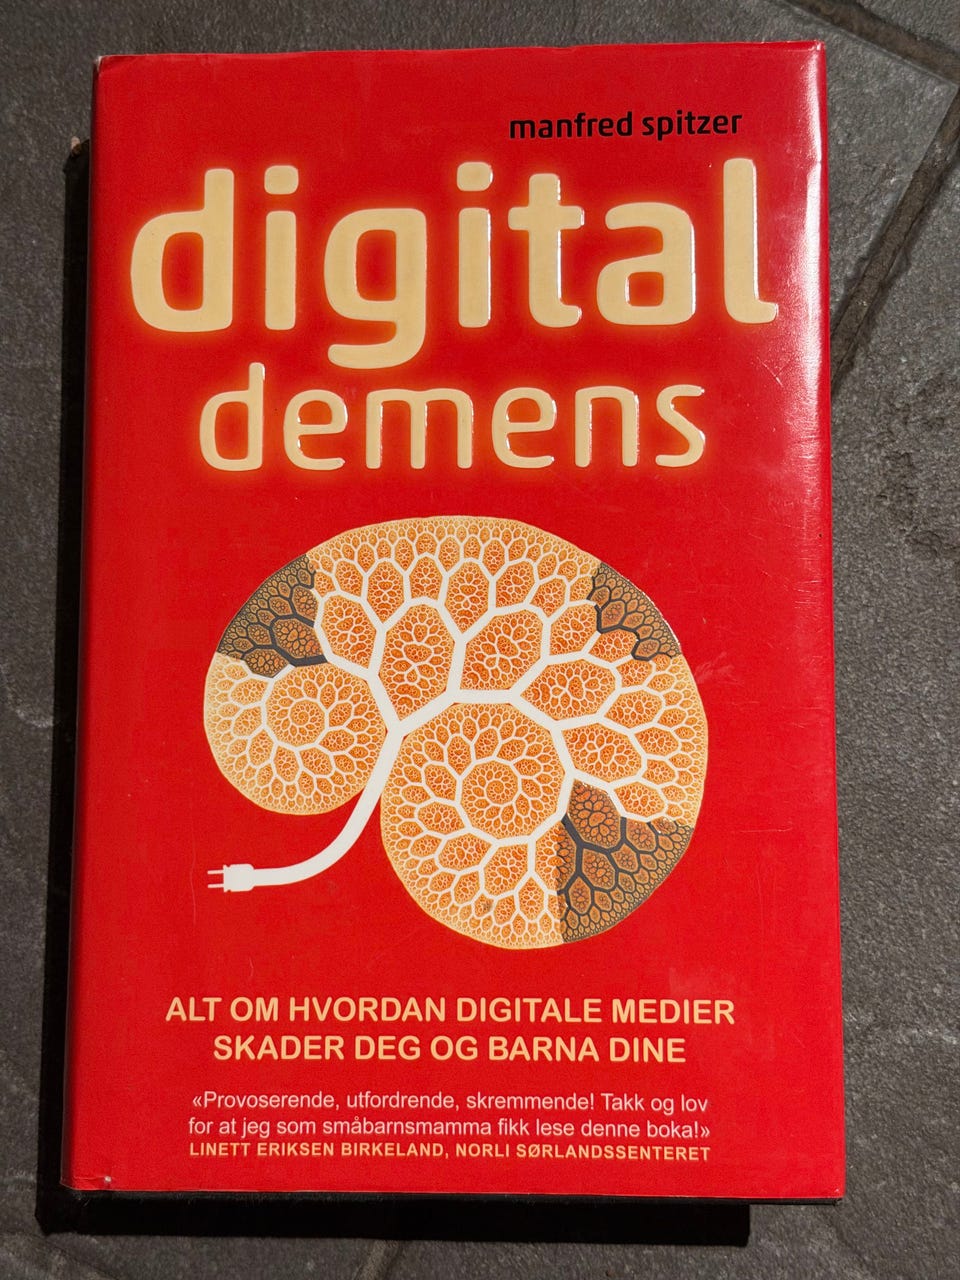 manfred spitzer
digital
demens
ALT OM HVORDAN DIGITALE MEDIER
SKADER DEG OG BARNA DINE
«Provoserende, utfordrende, skremmende! Takk og lov
for at jeg som småbarnsmamma fikk lese denne boka!»
LINETT ERIKSEN BIRKELAND, NORLI SØRLANDSSENTERET